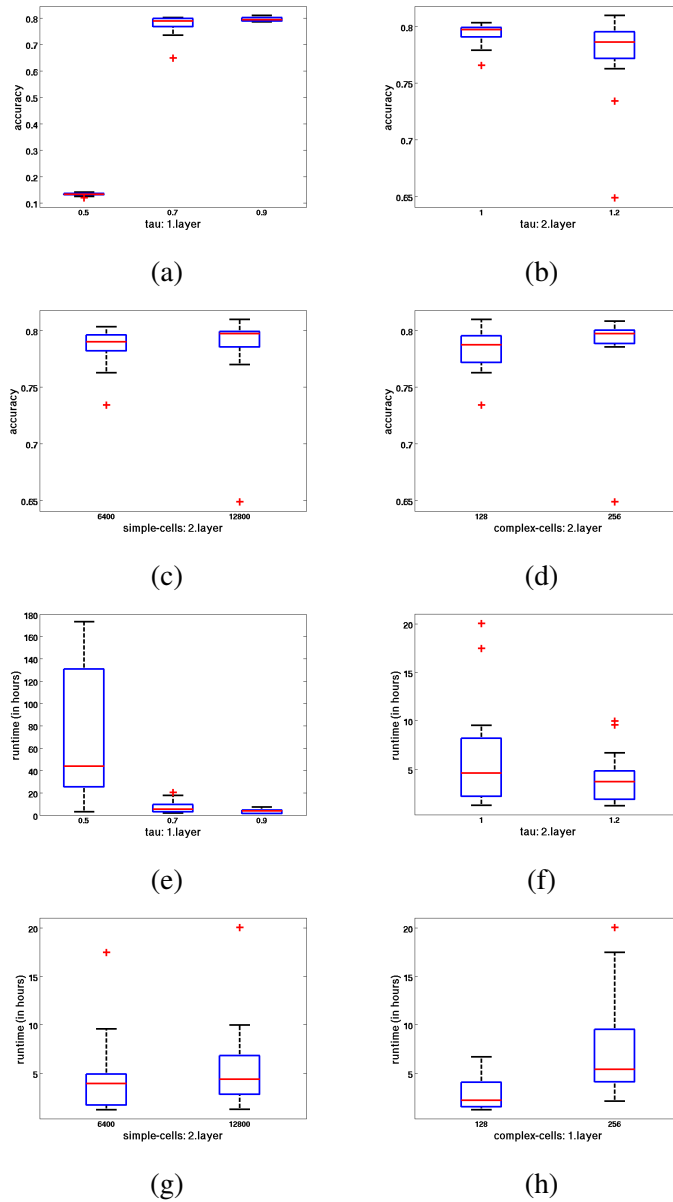 0.8
0.7
0.6
0.5
0.4
0.3
0.2
0.1
accuracy
0.5 0.7 0.9
tau: 1.layer
(a)
0.8
0.75
0.7
0.65
accuracy
1 1.2
tau: 2.layer
(b)
0.8
0.75
0.7
0.65
accuracy
6400 12800
simple-cells: 2.layer
(c)
0.8
0.75
0.7
0.65
accuracy
128 256
complex-cells: 2.layer
(d)
180
160
140
120
100
80
60
40
20
0
runtime (in hours)
0.5 0.7 0.9
tau: 1.layer
(e)
20
15
10
5
runtime (in hours)
1 1.2
tau: 2.layer
(f)
20
15
10
5
runtime (in hours)
6400 12800
simple-cells: 2.layer
(g)
20
15
10
5
runtime (in hours)
128 256
complex-cells: 1.layer
(h)